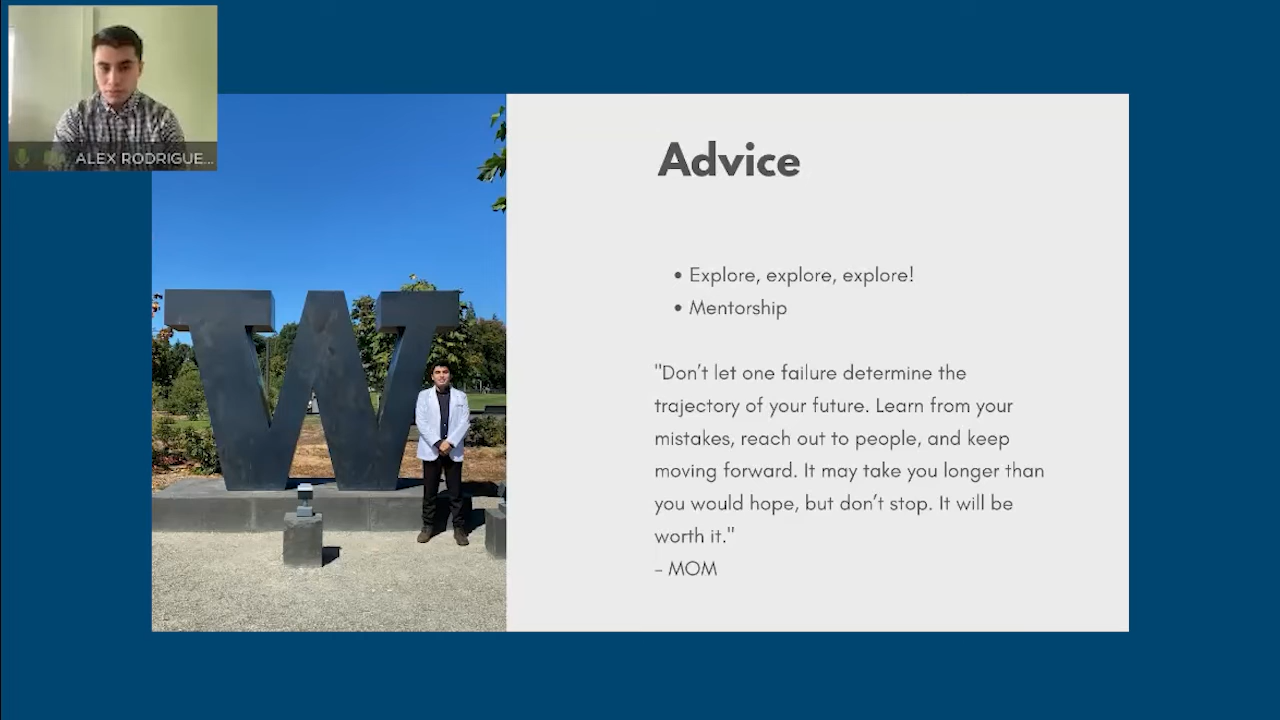 ALEX RODRIGUE...
Advice
• Explore, explore, explore!
• Mentorship
"Don't let one failure determine the
trajectory of your future. Learn from your
mistakes, reach out to people, and keep
moving forward. It may take you longer than
you would hope, but don't stop. It will be
worth it."
- MOM
W